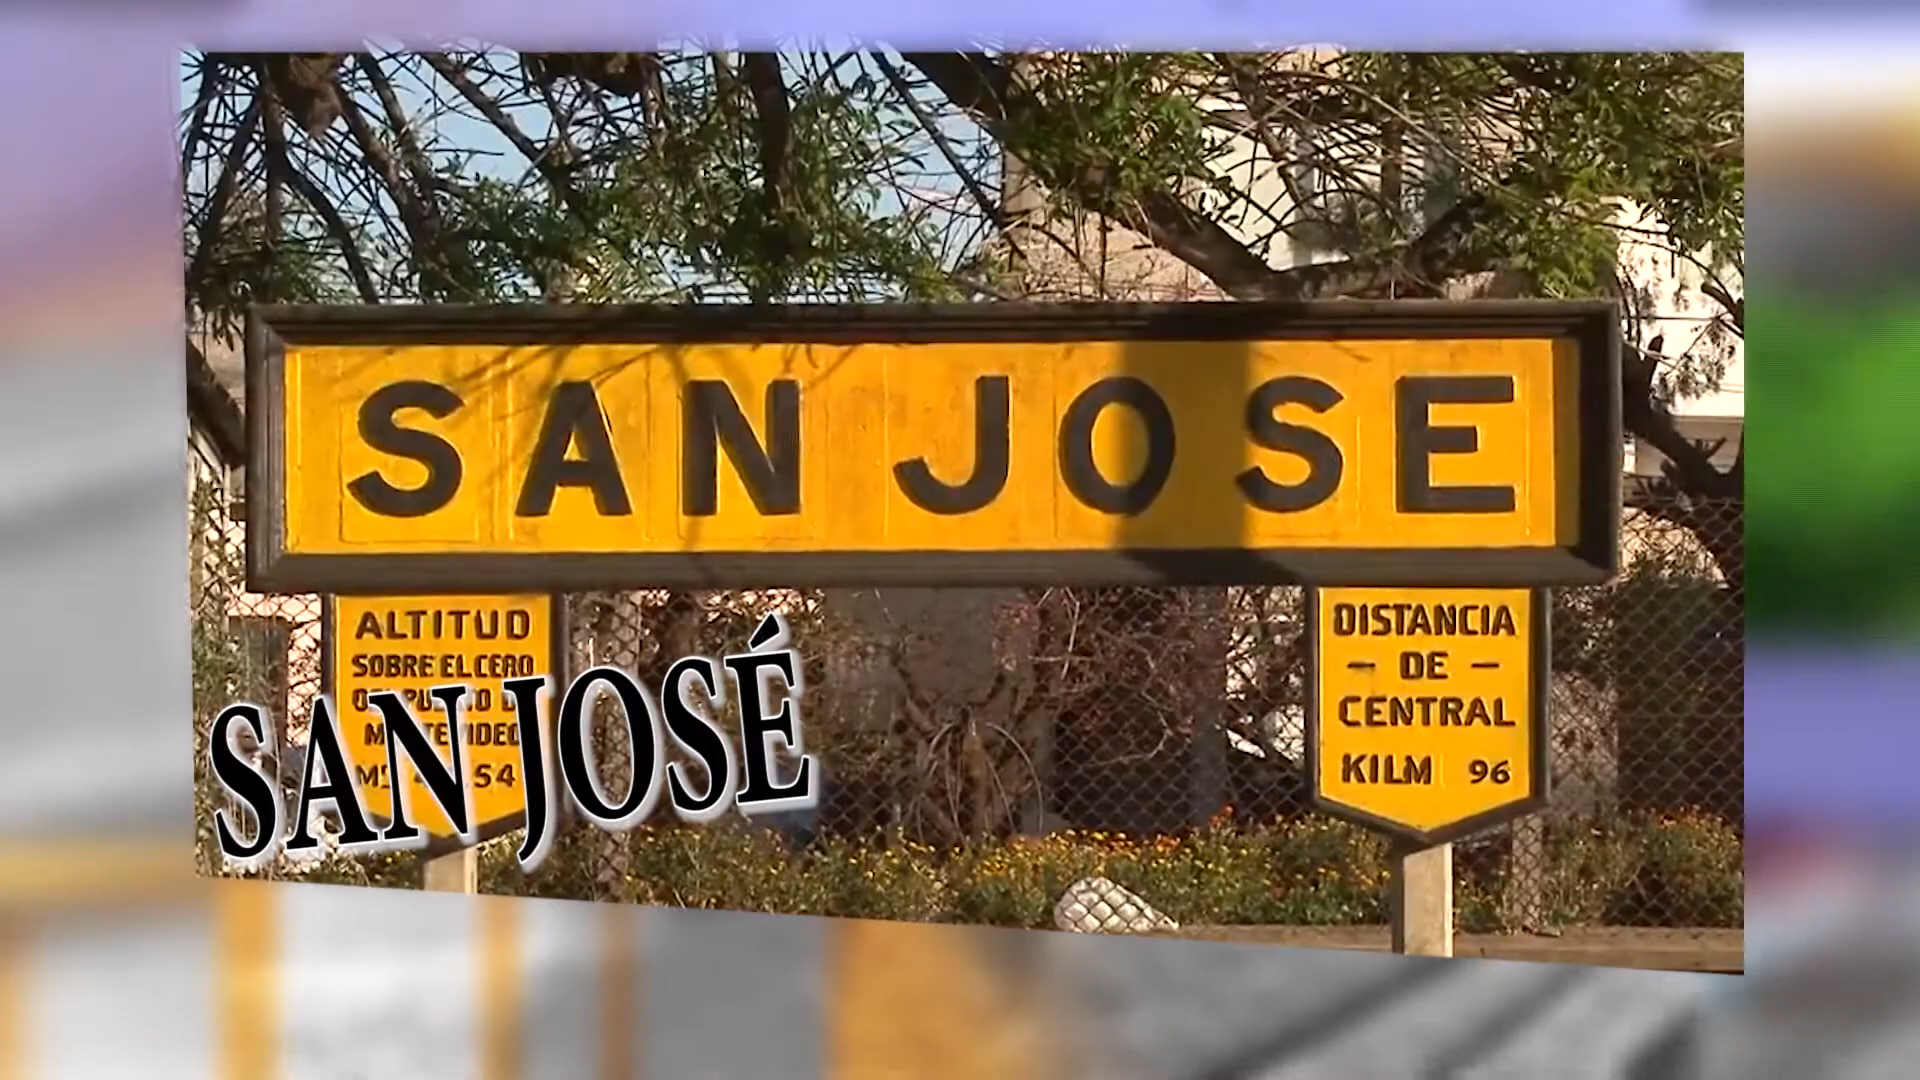 SAN JOSE
ALTITUD
SOBRE EL CERO
DE
CENTRAL
KILM 96
DISTANCIA
SAN JOSÉ